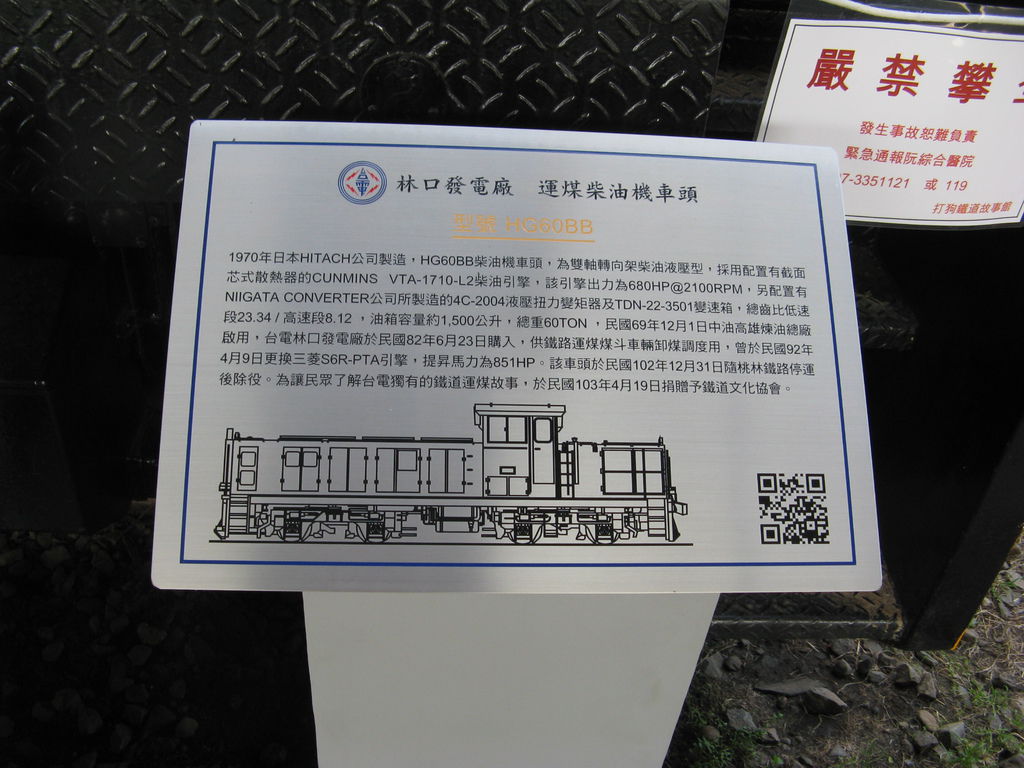 林口發電廠 運煤柴油機車頭
型號 HG60BB
1970年日本HITACH公司製造，HG60BB柴油機車頭，為雙軸轉向架柴油液壓型，採用配置有截面
芯式散熱器的CUNMINS VTA-1710-L2柴油引擎，該引擎出力為680HP@2100RPM，另配置有
NIIGATA CONVERTER公司所製造的4C-2004液壓扭力變矩器及TDN-22-3501變速箱，總齒比低速
段23.34 / 高速段8.12 ，油箱容量約1,500公升，總重60TON ，民國69年12月1日中油高雄煉油總廠
啟用，台電林口發電廠於民國82年6月23日購入，供鐵路運煤煤斗車輛卸煤調度用，曾於民國92年
4月9日更換三菱S6R-PTA引擎，提昇馬力為851HP。該車頭於民國102年12月31日隨桃林鐵路停運
後除役。為讓民眾了解台電獨有的鐵道運煤故事，於民國103年4月19日捐贈予鐵道文化協會。
嚴禁攀
發生事故恕難負責
緊急通報阮綜合醫院
7-3351121 或 119
打狗鐵道故事館